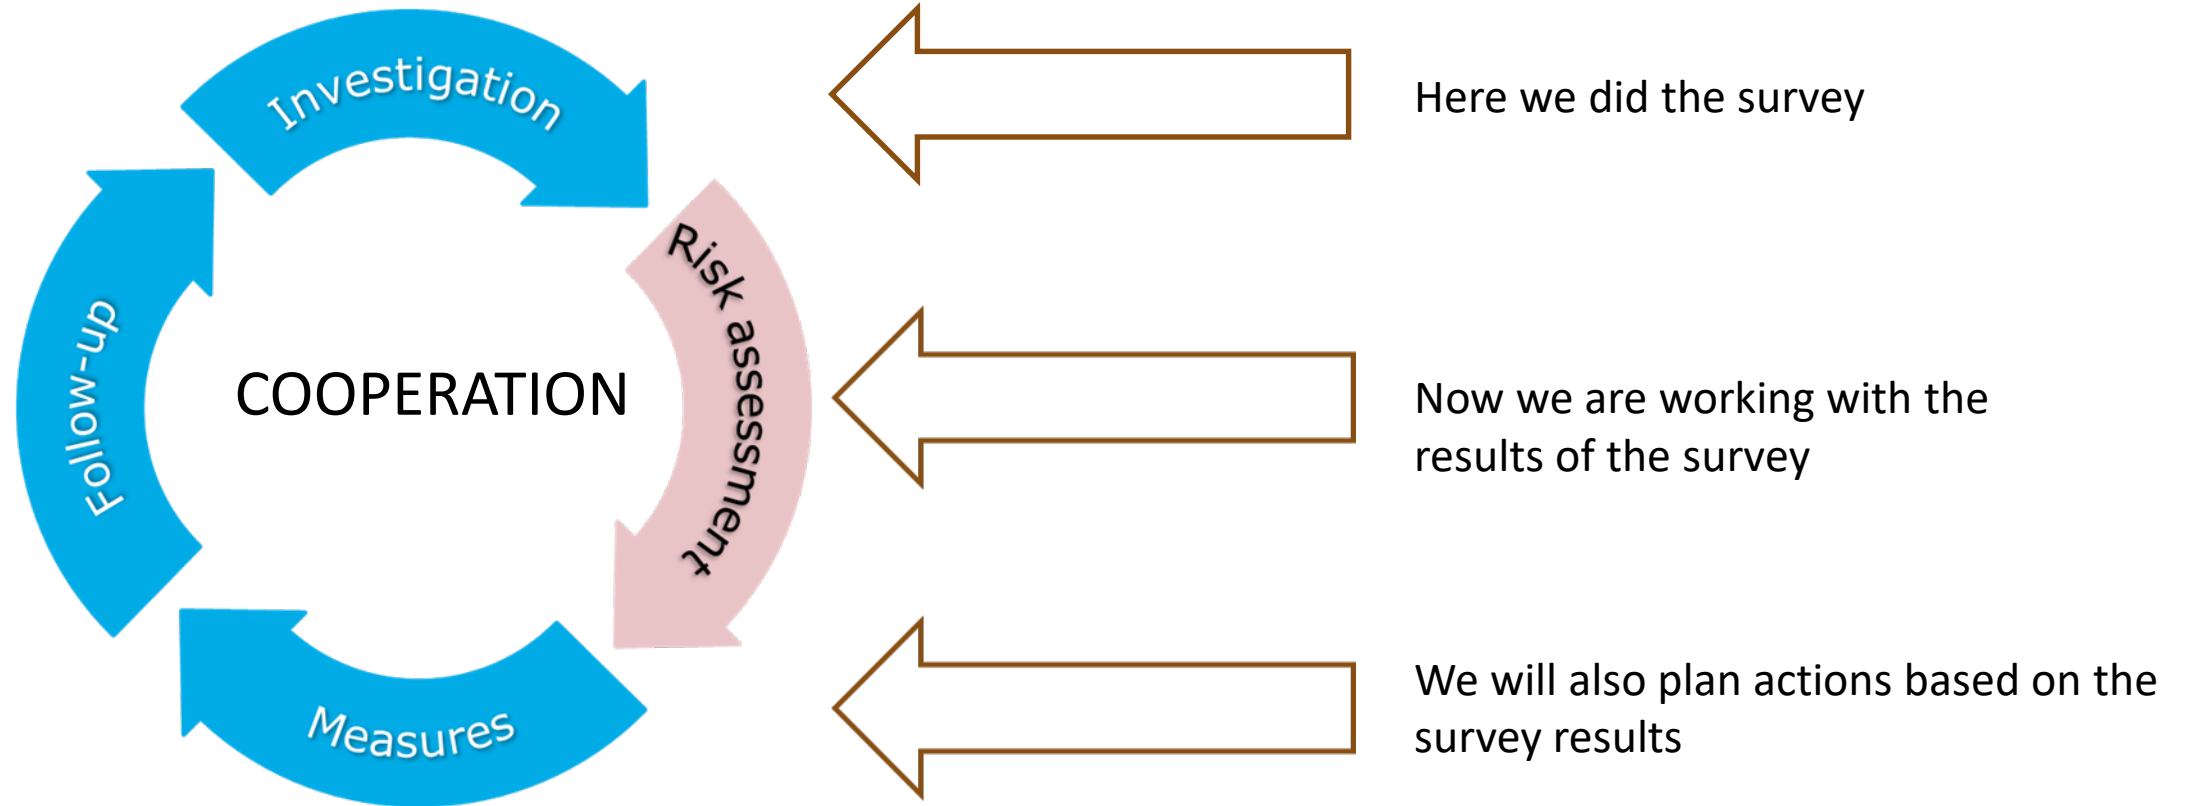 Investigation
Here we did the survey
Risk assessment
Follow-up
COOPERATION
Now we are working with the
results of the survey
Measures
We will also plan actions based on the
survey results